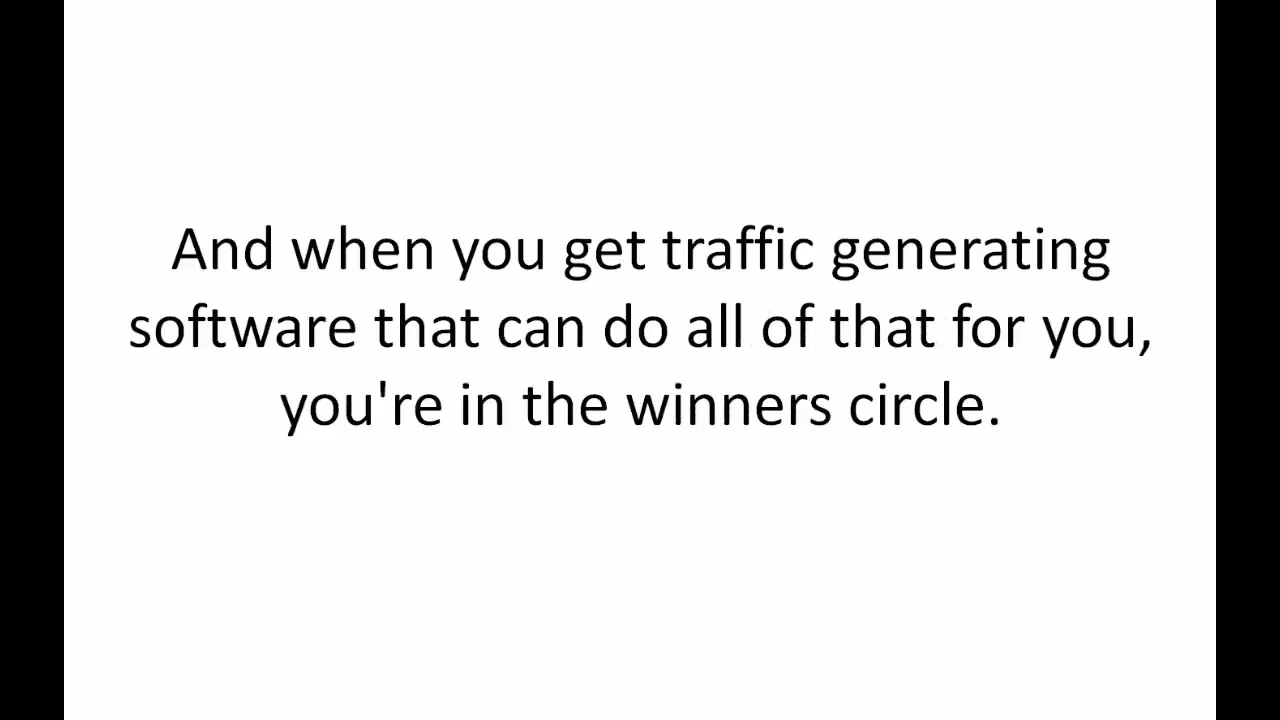 And when you get traffic generating
software that can do all of that for you,
you're in the winners circle.